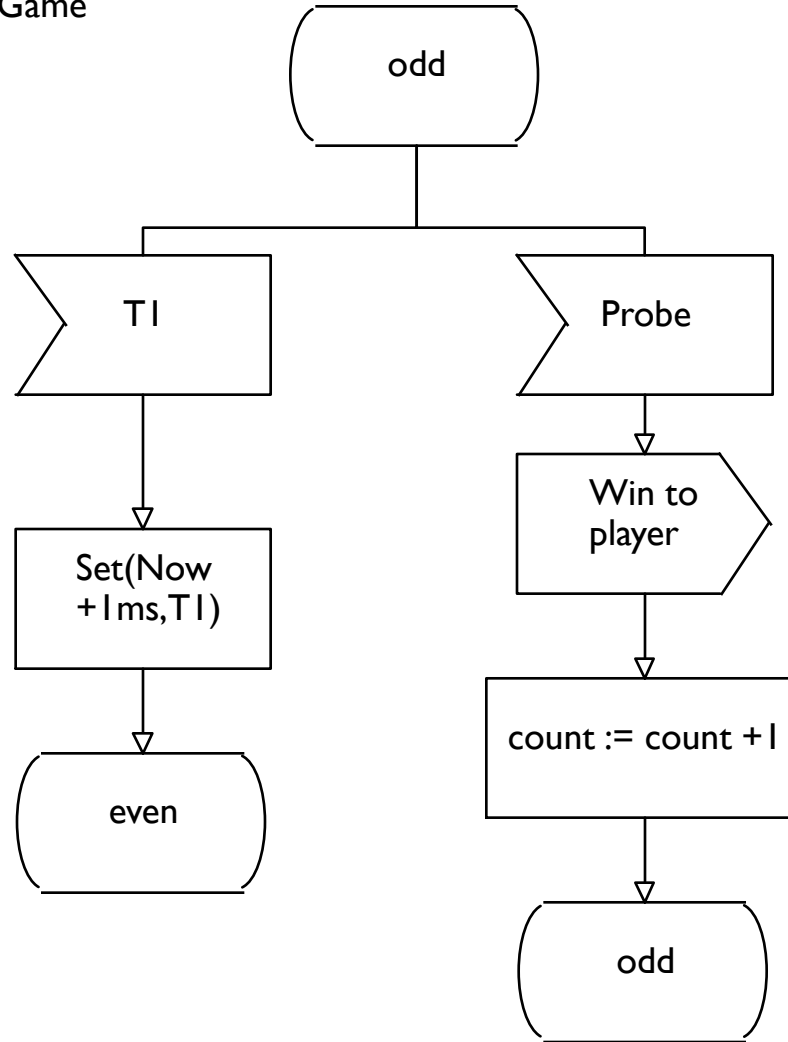 Game
odd
T1
Probe
Win to
player
Set(Now
+1ms,T1)
count := count +1
even
odd